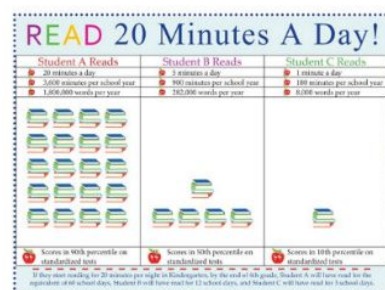 READ 20 Minutes A Day!
Student A Reads
20 minutes a day
3,600 minutes per school year
1,800,000 words per year
Student B Reads
5 minutes a day
900 minutes per school year
282,000 words per year
Student C Reads
1 minute a day
180 minutes per school year
8,000 words per year
Scores in 90th percentile on
standardized tests
Scores in 50th percentile on
standardized tests
Scores in 10th percentile on
standardized tests
If they start reading for 20 minutes per night in Kindergarten, by the end of 6th grade, Student A will have read for the
equivalent of 60 school days, Student B will have read for 12 school days, and Student C will have read for 3 school days.